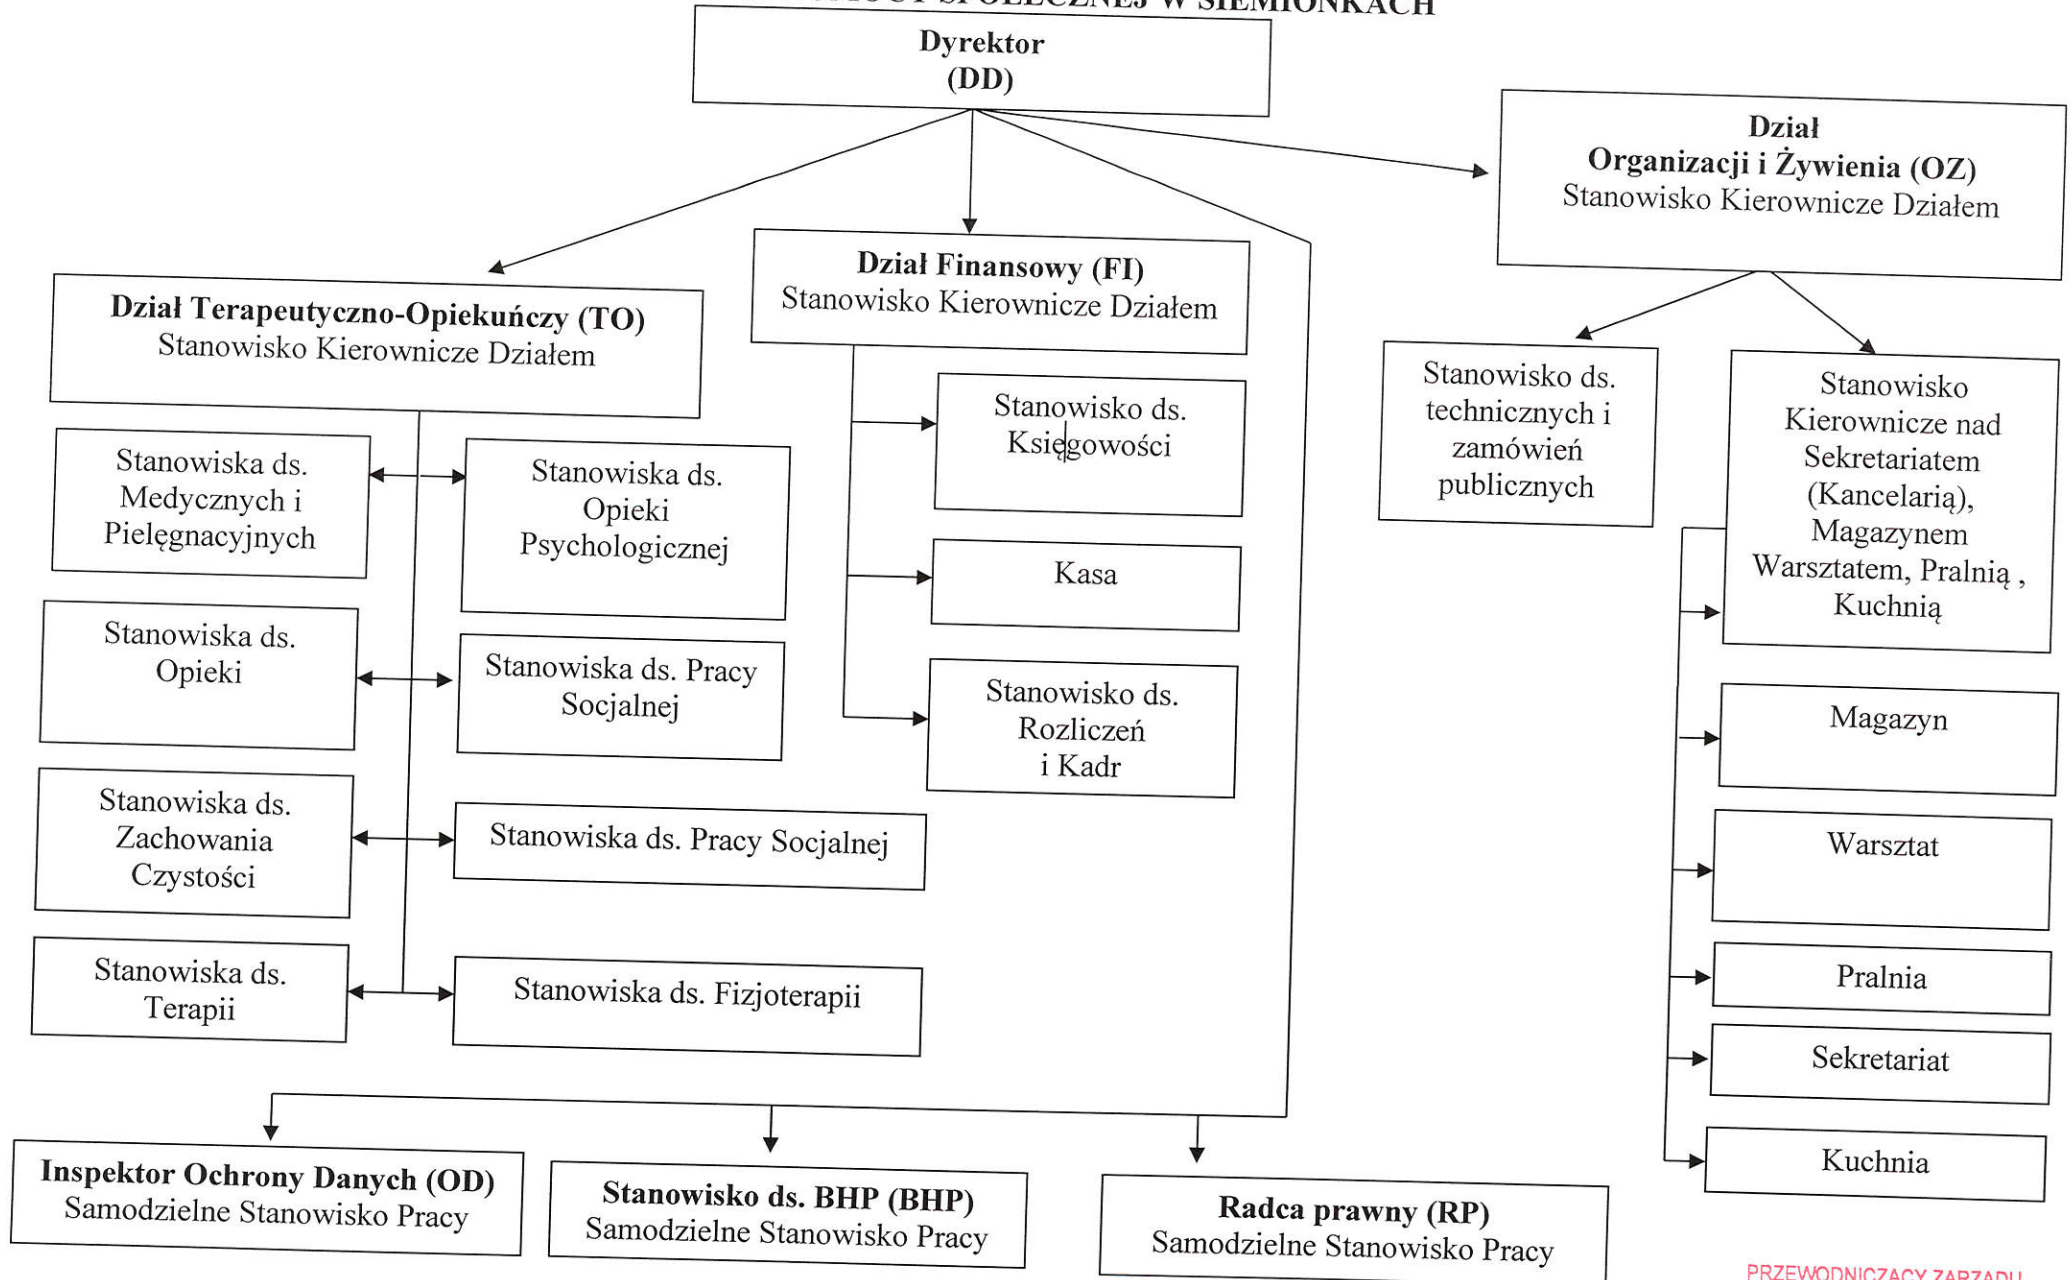 SPOŁECZNEJ W SIEMIONKACH
Dyrektor
(DD)
Dział
Organizacji i Żywienia (OZ)
Stanowisko Kierownicze Działem
Dział Finansowy (FI)
Stanowisko Kierownicze Działem
Dział Terapeutyczno-Opiekuńczy (TO)
Stanowisko Kierownicze Działem
Stanowiska ds.
Medycznych i
Pielęgnacyjnych
Stanowiska ds.
Opieki
Psychologicznej
Stanowiska ds.
Opieki
Stanowiska ds. Pracy
Socjalnej
Stanowiska ds.
Zachowania
Czystości
Stanowiska ds. Pracy Socjalnej
Stanowiska ds.
Terapii
Stanowiska ds. Fizjoterapii
Stanowisko ds.
Księgowości
Kasa
Stanowisko ds.
Rozliczeń
i Kadr
Stanowisko ds.
technicznych i
zamówień
publicznych
Stanowisko
Kierownicze nad
Sekretariatem
(Kancelarią),
Magazynem
Warsztatem, Pralnią ,
Kuchnią
Magazyn
Warsztat
Pralnia
Sekretariat
Kuchnia
Inspektor Ochrony Danych (OD)
Samodzielne Stanowisko Pracy
Stanowisko ds. BHP (BHP)
Samodzielne Stanowisko Pracy
Radca prawny (RP)
Samodzielne Stanowisko Pracy
PRZEWODNICZĄCY ZARZĄDU